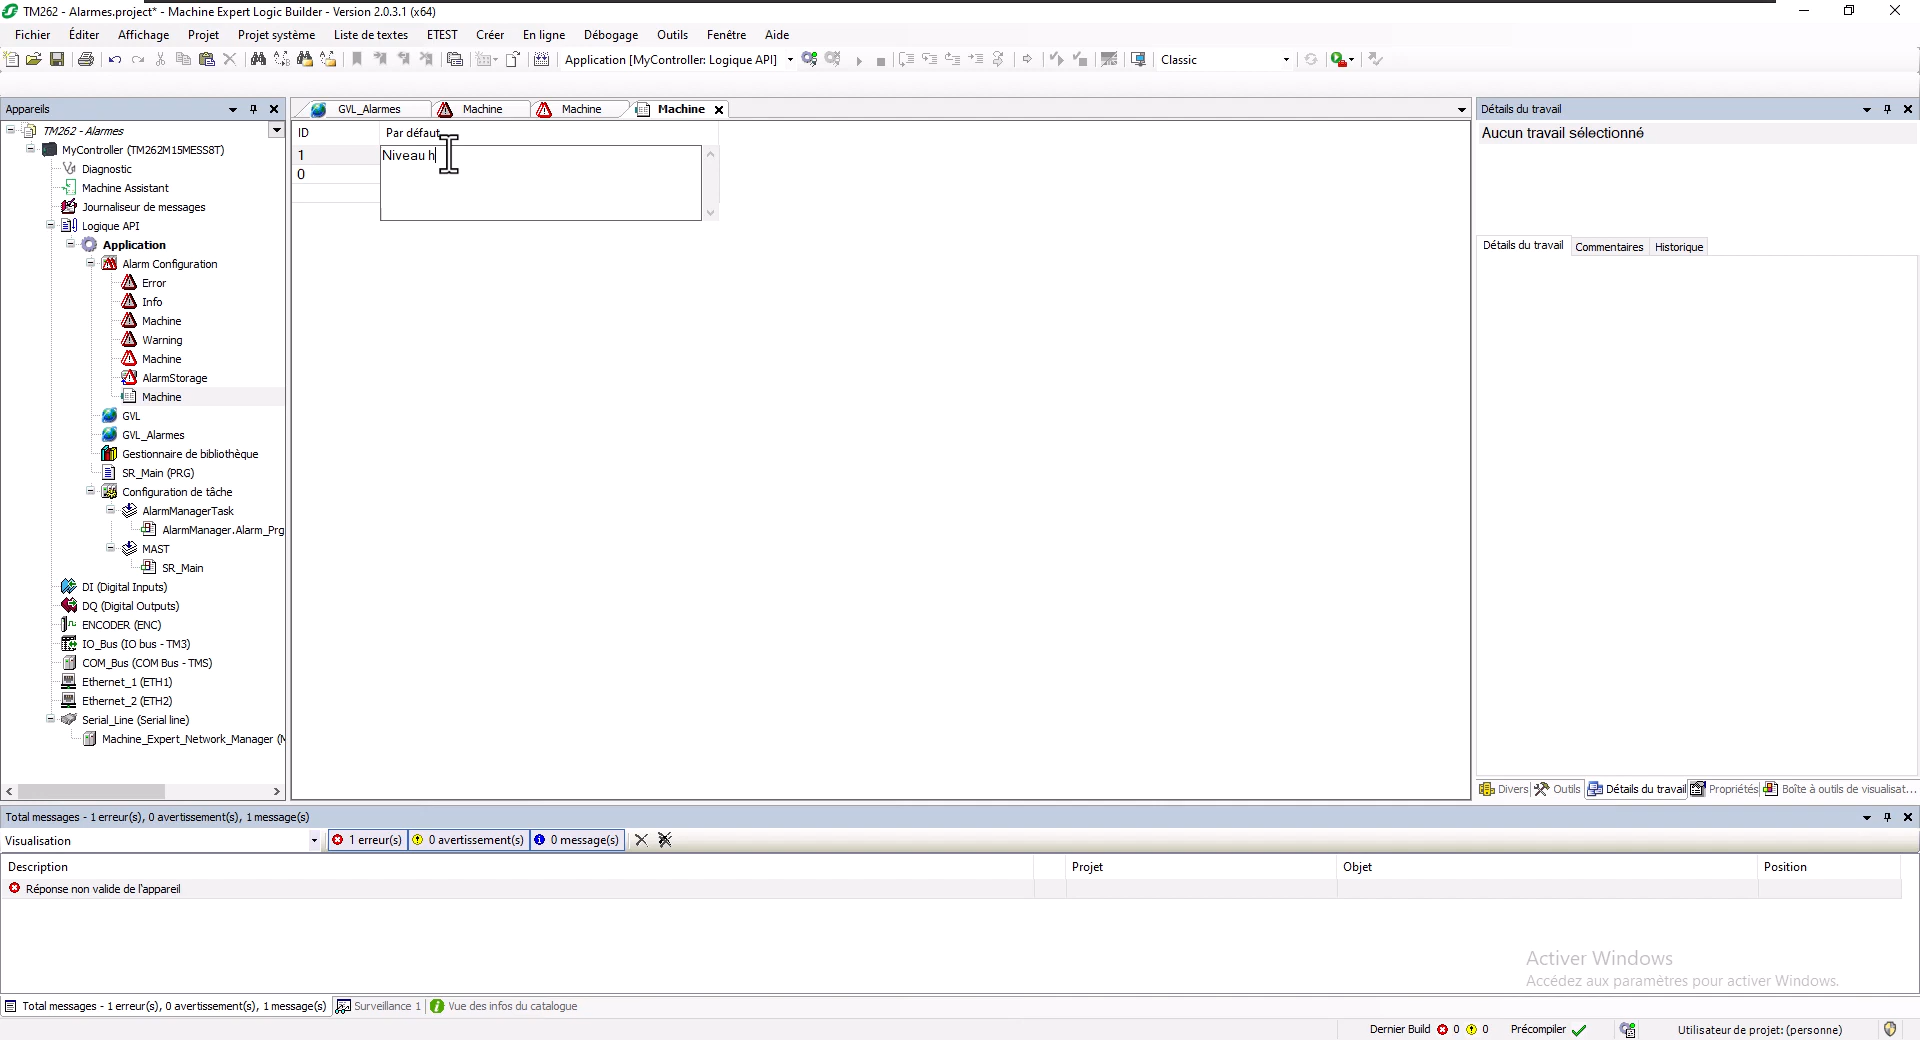 TM262 - Alarmes.project* - Machine Expert Logic Builder - Version 2.0.3.1 (x64)
Fichier Éditer Affichage Projet Projet système Liste de textes ETEST Créer En ligne Débogage Outils Fenêtre Aide
Application [MyController: Logique API] Classic
Appareils
TM262 - Alarmes
MyController (TM262M15MESS8T)
Diagnostic
Machine Assistant
Journaliseur de messages
Logique API
Application
Alarm Configuration
Error
Info
Machine
Warning
Machine
AlarmStorage
Machine
GVL
GVL_Alarmes
Gestionnaire de bibliothèque
SR_Main (PRG)
Configuration de tâche
AlarmManagerTask
AlarmManager.Alarm_Prg
MAST
SR_Main
DI (Digital Inputs)
DQ (Digital Outputs)
ENCODER (ENC)
IO_Bus (IO bus - TM3)
COM_Bus (COM Bus - TMS)
Ethernet_1 (ETH1)
Ethernet_2 (ETH2)
Serial_Line (Serial line)
Machine_Expert_Network_Manager (M
GVL_Alarmes Machine Machine Machine
ID Par défaut
1 Niveau h
0
Détails du travail
Aucun travail sélectionné
Détails du travail Commentaires Historique
Divers Outils Détails du travail Propriétés Boîte à outils de visualisat...
Total messages - 1 erreur(s), 0 avertissement(s), 1 message(s)
Visualisation 1 erreur(s) 0 avertissement(s) 0 message(s)
Description Projet Objet Position
Réponse non valide de l'appareil
Activer Windows
Accédez aux paramètres pour activer Windows.
Total messages - 1 erreur(s), 0 avertissement(s), 1 message(s) Surveillance 1 Vue des infos du catalogue
Dernier Build 0 0 Précompiler Utilisateur de projet: (personne)